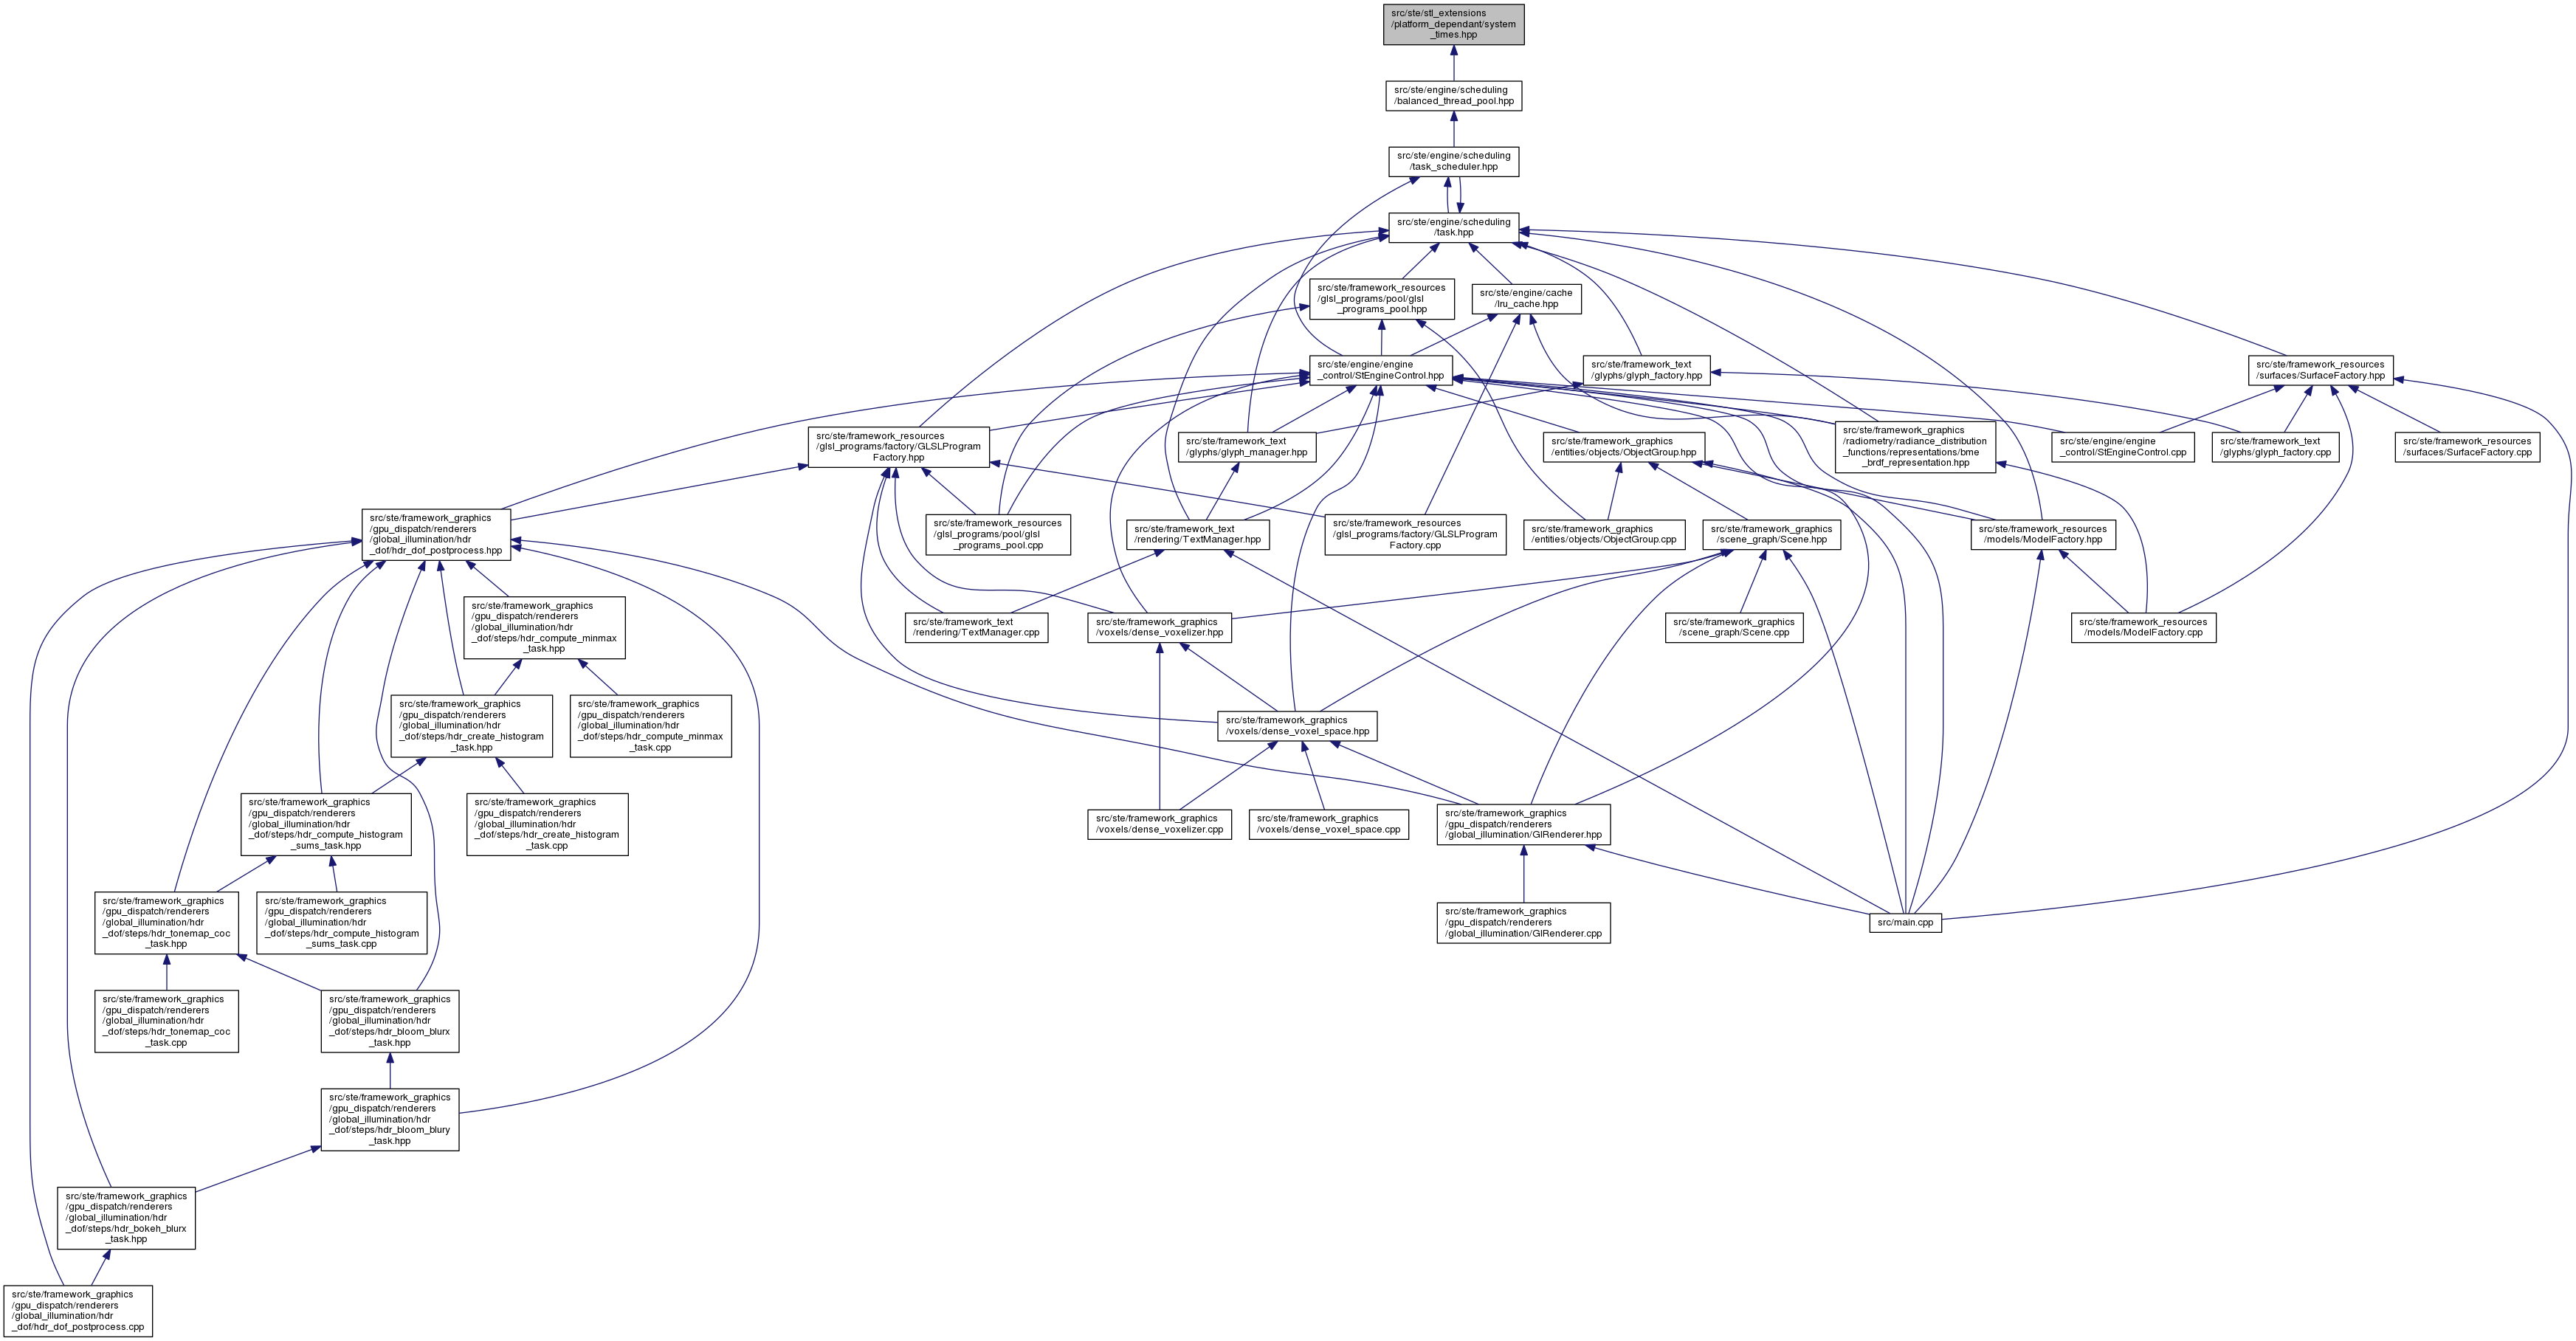 src/ste/stl_extensions
/platform_dependant/system
_times.hpp
src/ste/engine/scheduling
/balanced_thread_pool.hpp
src/ste/engine/scheduling
/task_scheduler.hpp
src/ste/engine/scheduling
/task.hpp
src/ste/framework_resources
/glsl_programs/pool/glsl
_programs_pool.hpp
src/ste/engine/cache
/lru_cache.hpp
src/ste/engine/engine
_control/StEngineControl.hpp
src/ste/framework_text
/glyphs/glyph_factory.hpp
src/ste/framework_resources
/surfaces/SurfaceFactory.hpp
src/ste/framework_resources
/glsl_programs/factory/GLSLProgram
Factory.hpp
src/ste/framework_text
/glyphs/glyph_manager.hpp
src/ste/framework_graphics
/entities/objects/ObjectGroup.hpp
src/ste/framework_graphics
/radiometry/radiance_distribution
_functions/representations/bme
_brdf_representation.hpp
src/ste/engine/engine
_control/StEngineControl.cpp
src/ste/framework_text
/glyphs/glyph_factory.cpp
src/ste/framework_resources
/surfaces/SurfaceFactory.cpp
src/ste/framework_graphics
/gpu_dispatch/renderers
/global_illumination/hdr
_dof/hdr_dof_postprocess.hpp
src/ste/framework_resources
/glsl_programs/pool/glsl
_programs_pool.cpp
src/ste/framework_text
/rendering/TextManager.hpp
src/ste/framework_resources
/glsl_programs/factory/GLSLProgram
Factory.cpp
src/ste/framework_graphics
/entities/objects/ObjectGroup.cpp
src/ste/framework_graphics
/scene_graph/Scene.hpp
src/ste/framework_resources
/models/ModelFactory.hpp
src/ste/framework_graphics
/gpu_dispatch/renderers
/global_illumination/hdr
_dof/steps/hdr_compute_minmax
_task.hpp
src/ste/framework_text
/rendering/TextManager.cpp
src/ste/framework_graphics
/voxels/dense_voxelizer.hpp
src/ste/framework_graphics
/scene_graph/Scene.cpp
src/ste/framework_resources
/models/ModelFactory.cpp
src/ste/framework_graphics
/gpu_dispatch/renderers
/global_illumination/hdr
_dof/steps/hdr_create_histogram
_task.hpp
src/ste/framework_graphics
/gpu_dispatch/renderers
/global_illumination/hdr
_dof/steps/hdr_compute_minmax
_task.cpp
src/ste/framework_graphics
/voxels/dense_voxel_space.hpp
src/ste/framework_graphics
/gpu_dispatch/renderers
/global_illumination/hdr
_dof/steps/hdr_compute_histogram
_sums_task.hpp
src/ste/framework_graphics
/gpu_dispatch/renderers
/global_illumination/hdr
_dof/steps/hdr_create_histogram
_task.cpp
src/ste/framework_graphics
/voxels/dense_voxelizer.cpp
src/ste/framework_graphics
/voxels/dense_voxel_space.cpp
src/ste/framework_graphics
/gpu_dispatch/renderers
/global_illumination/GIRenderer.hpp
src/ste/framework_graphics
/gpu_dispatch/renderers
/global_illumination/hdr
_dof/steps/hdr_tonemap_coc
_task.hpp
src/ste/framework_graphics
/gpu_dispatch/renderers
/global_illumination/hdr
_dof/steps/hdr_compute_histogram
_sums_task.cpp
src/ste/framework_graphics
/gpu_dispatch/renderers
/global_illumination/GIRenderer.cpp
src/main.cpp
src/ste/framework_graphics
/gpu_dispatch/renderers
/global_illumination/hdr
_dof/steps/hdr_tonemap_coc
_task.cpp
src/ste/framework_graphics
/gpu_dispatch/renderers
/global_illumination/hdr
_dof/steps/hdr_bloom_blurx
_task.hpp
src/ste/framework_graphics
/gpu_dispatch/renderers
/global_illumination/hdr
_dof/steps/hdr_bloom_blury
_task.hpp
src/ste/framework_graphics
/gpu_dispatch/renderers
/global_illumination/hdr
_dof/steps/hdr_bokeh_blurx
_task.hpp
src/ste/framework_graphics
/gpu_dispatch/renderers
/global_illumination/hdr
_dof/hdr_dof_postprocess.cpp